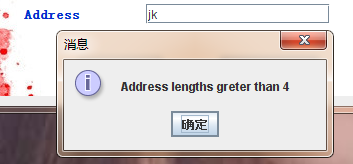 Address
jk
消息
Address lengths greter than 4
确定